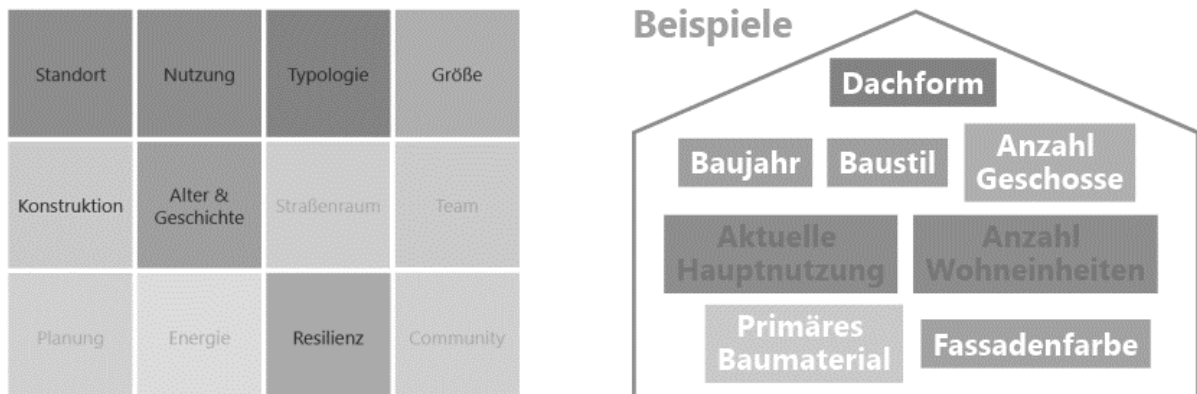 Standort
Nutzung
Typologie
Größe
Konstruktion
Alter &
Geschichte
Straßenraum
Team
Planung
Energie
Resilienz
Community
Beispiele
Dachform
Baujahr
Baustil
Anzahl
Geschosse
Aktuelle
Hauptnutzung
Anzahl
Wohneinheiten
Primäres
Baumaterial
Fassadenfarbe